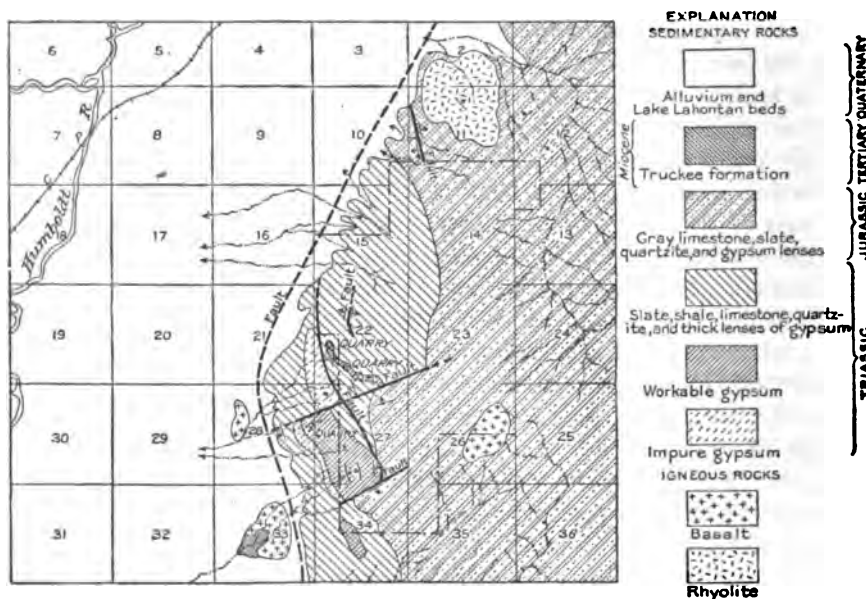 EXPLANATION
SEDIMENTARY ROCKS
Alluvium and
Lake Lahontan beds
QUATERNARY
Miocene
Truckee formation
TERTIARY
Gray limestone, slate,
quartzite, and gypsum lenses
JURASSIC
Slate, shale, limestone, quartz-
ite, and thick lenses of gypsum
TRIASSIC
Workable gypsum
Impure gypsum
IGNEOUS ROCKS
Basalt
Rhyolite
6 5 4 3 2 1
7 8 9 10 11 12
18 17 16 15 14 13
19 20 21 22 23 24
30 29 28 27 26 25
31 32 33 34 35 36
Humboldt
R
C P R
Fault
Fault
QUARRY
QUARRY
Fault